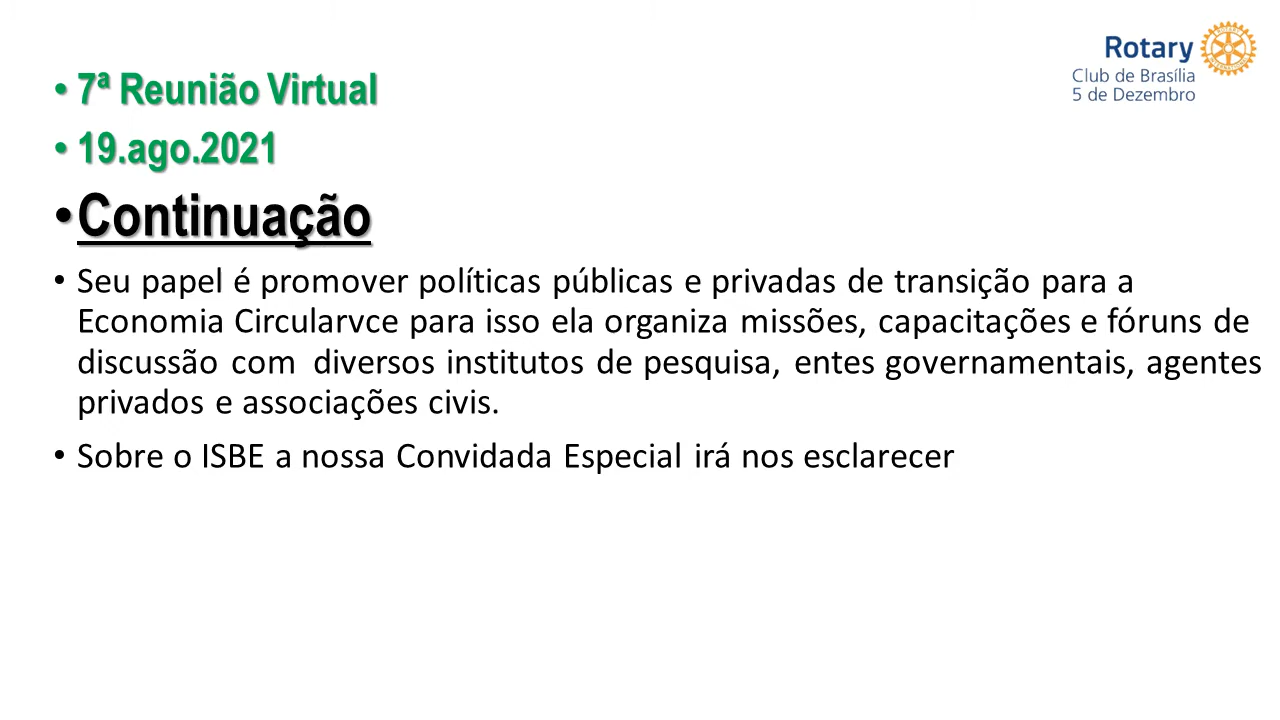 Rotary
Club de Brasília
5 de Dezembro
• 7ª Reunião Virtual
• 19.ago.2021
•Continuação
• Seu papel é promover políticas públicas e privadas de transição para a
Economia Circularvce para isso ela organiza missões, capacitações e fóruns de
discussão com diversos institutos de pesquisa, entes governamentais, agentes
privados e associações civis.
• Sobre o ISBE a nossa Convidada Especial irá nos esclarecer